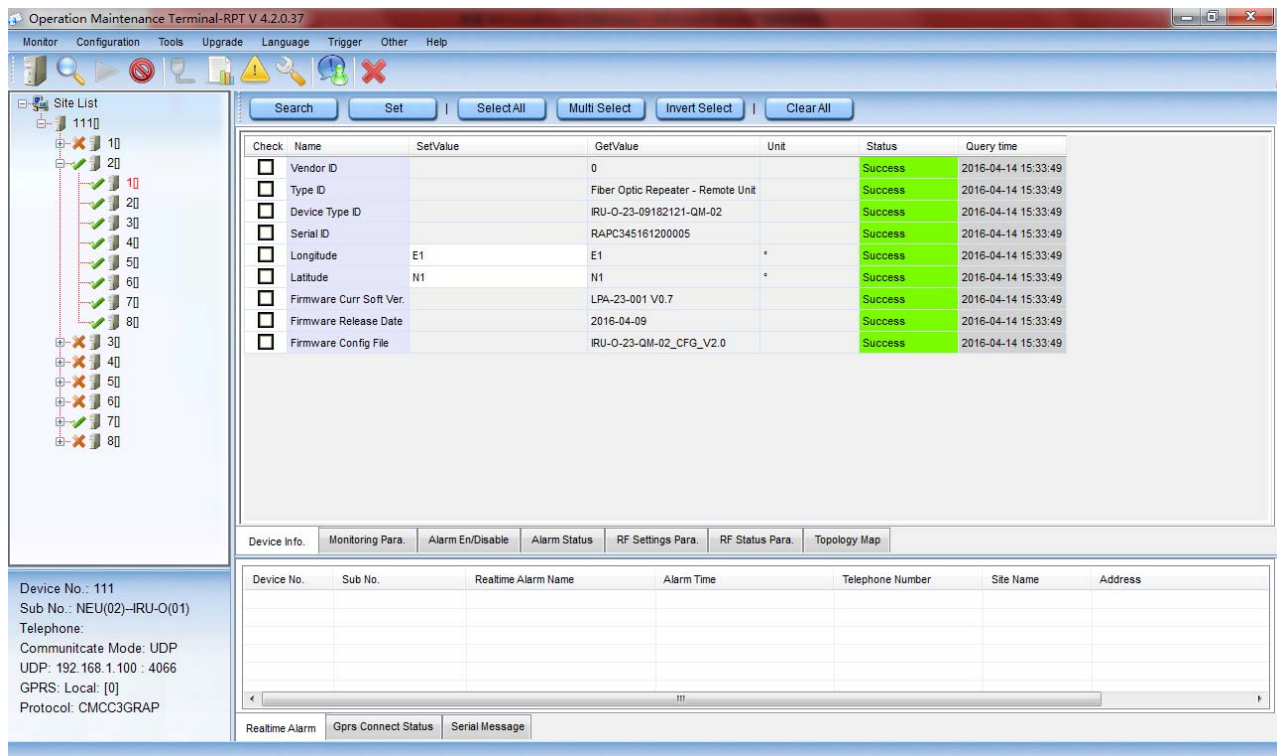 Operation Maintenance Terminal-RPT V 4.2.0.37
Monitor Configuration Tools Upgrade Language Trigger Other Help
Site List
111[]
1[]
2[]
1[]
2[]
3[]
4[]
5[]
6[]
7[]
8[]
3[]
4[]
5[]
6[]
7[]
8[]
Device No.: 111
Sub No.: NEU(02)--IRU-O(01)
Telephone:
Communitcate Mode: UDP
UDP: 192.168.1.100 : 4066
GPRS: Local: [0]
Protocol: CMCC3GRAP
Search Set | Select All Multi Select Invert Select | Clear All
Check Name SetValue GetValue Unit Status Query time
Vendor ID 0 Success 2016-04-14 15:33:49
Type ID Fiber Optic Repeater - Remote Unit Success 2016-04-14 15:33:49
Device Type ID IRU-O-23-09182121-QM-02 Success 2016-04-14 15:33:49
Serial ID RAPC345161200005 Success 2016-04-14 15:33:49
Longitude E1 E1 ° Success 2016-04-14 15:33:49
Latitude N1 N1 ° Success 2016-04-14 15:33:49
Firmware Curr Soft Ver. LPA-23-001 V0.7 Success 2016-04-14 15:33:49
Firmware Release Date 2016-04-09 Success 2016-04-14 15:33:49
Firmware Config File IRU-O-23-QM-02_CFG_V2.0 Success 2016-04-14 15:33:49
Device Info. Monitoring Para. Alarm En/Disable Alarm Status RF Settings Para. RF Status Para. Topology Map
Device No. Sub No. Realtime Alarm Name Alarm Time Telephone Number Site Name Address
Realtime Alarm Gprs Connect Status Serial Message